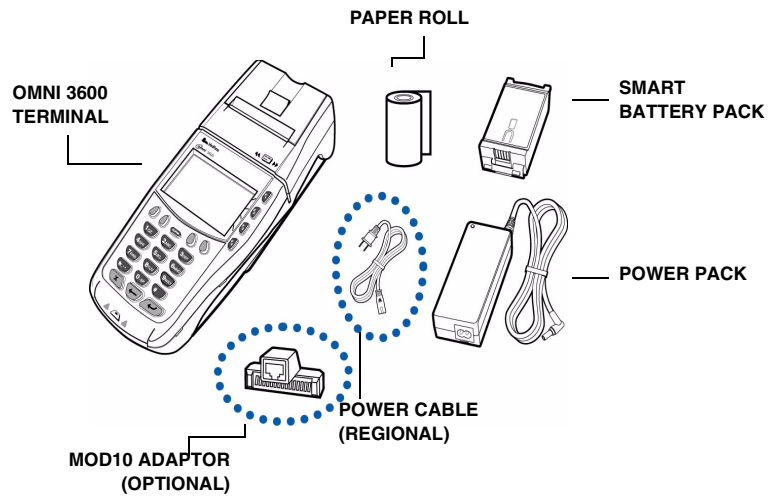 PAPER ROLL
OMNI 3600
TERMINAL
SMART
BATTERY PACK
POWER PACK
POWER CABLE
(REGIONAL)
MOD10 ADAPTOR
(OPTIONAL)